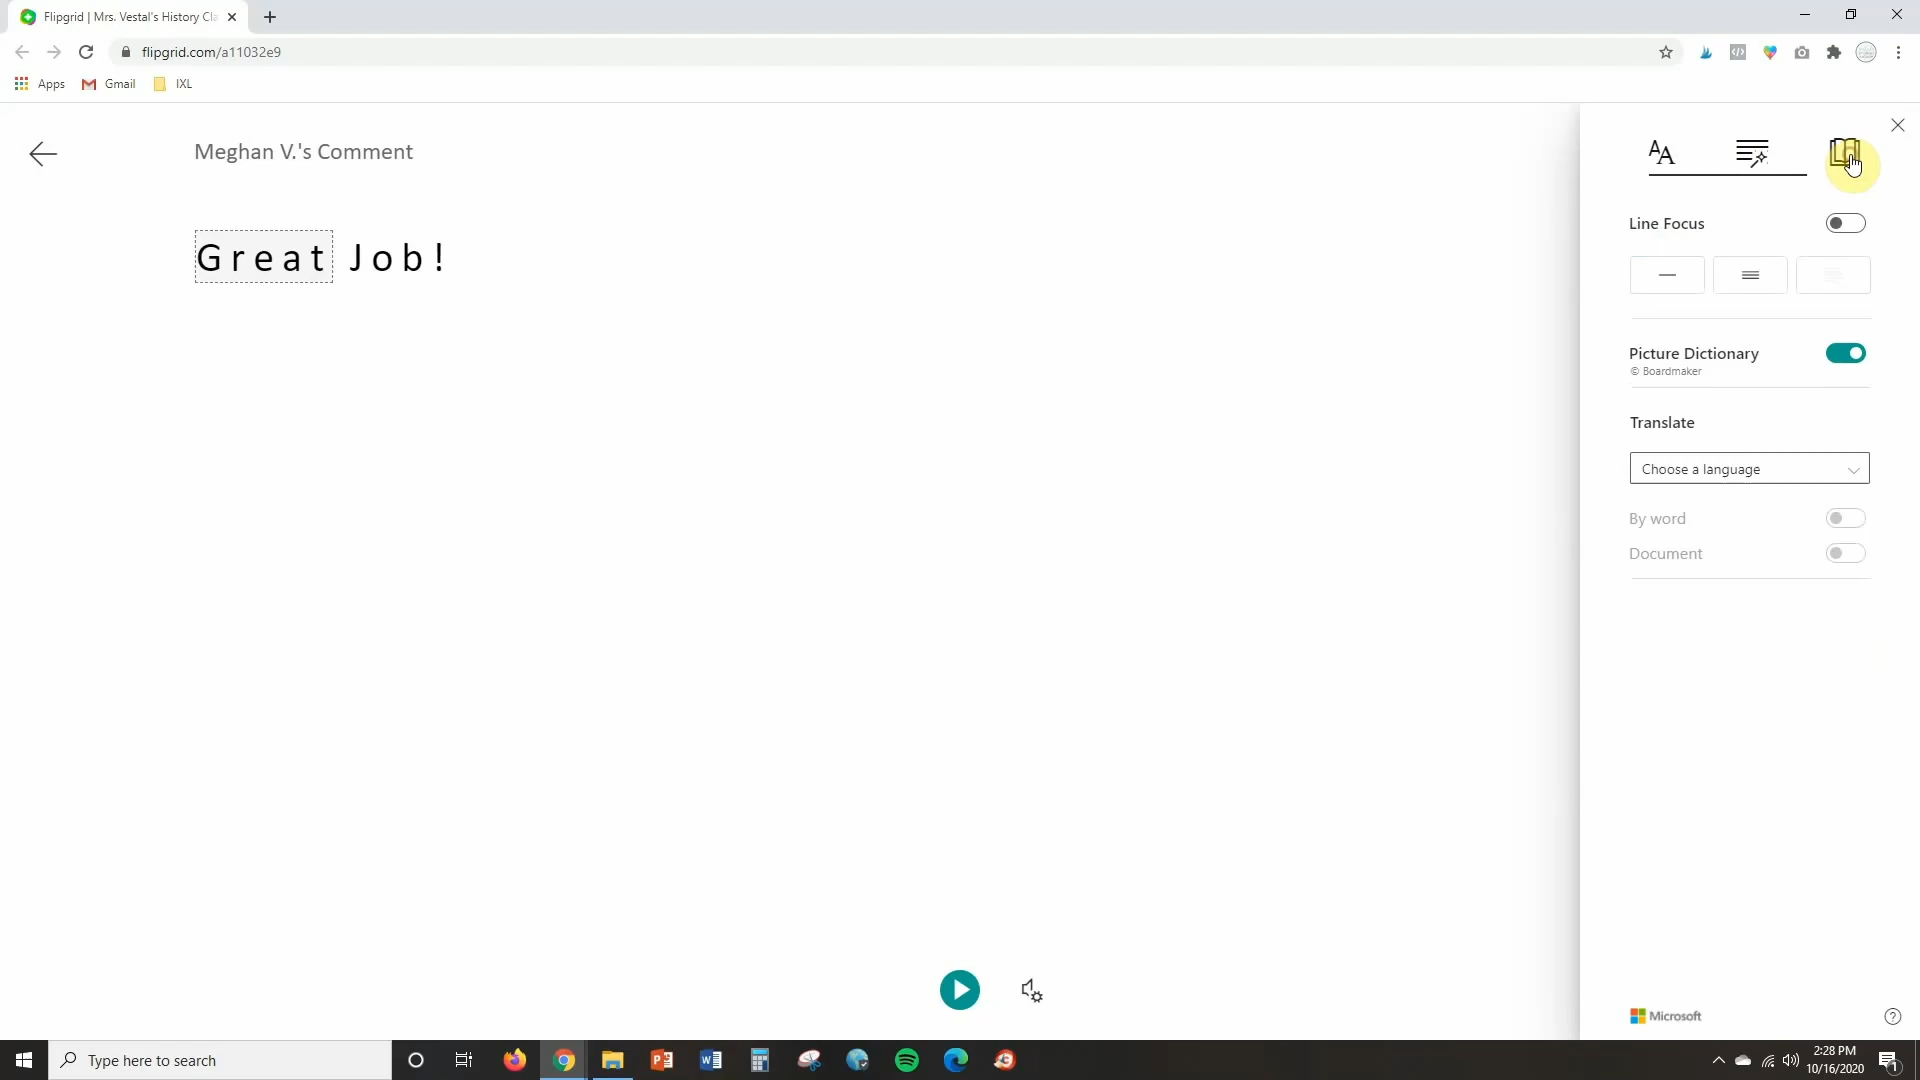 Flipgrid | Mrs. Vestal's History Cla
flipgrid.com/a11032e9
Apps Gmail IXL
Meghan V.'s Comment
Great Job!
Line Focus
Picture Dictionary
© Boardmaker
Translate
Choose a language
By word
Document
Microsoft
Type here to search
2:28 PM
10/16/2020
1